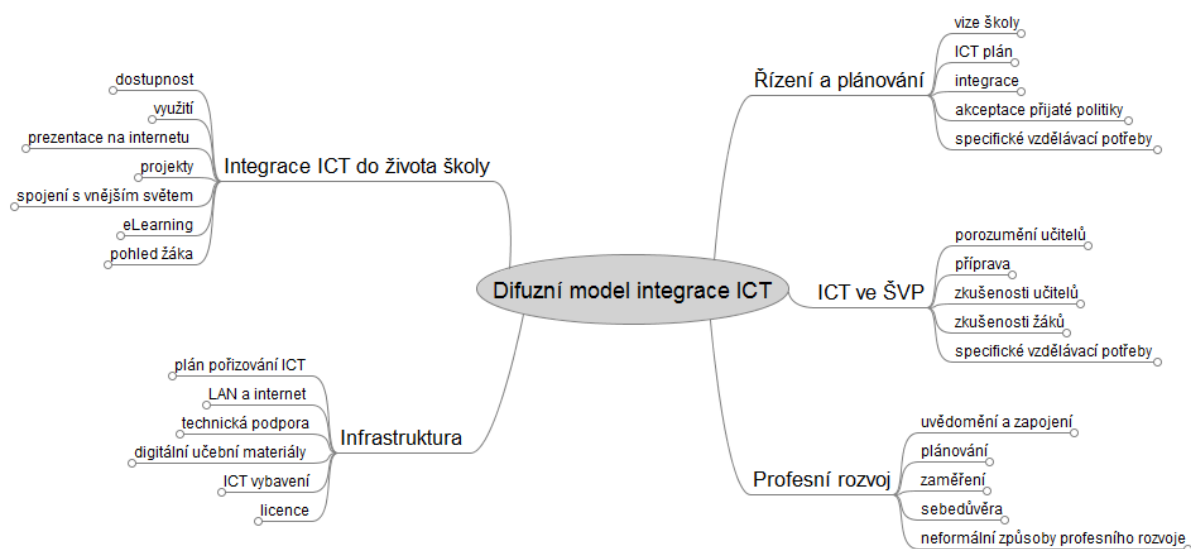 Difuzní model integrace ICT
Řízení a plánování
vize školy
ICT plán
integrace
akceptace přijaté politiky
specifické vzdělávací potřeby
ICT ve ŠVP
porozumění učitelů
příprava
zkušenosti učitelů
zkušenosti žáků
specifické vzdělávací potřeby
Profesní rozvoj
uvědomění a zapojení
plánování
zaměření
sebedůvěra
neformální způsoby profesního rozvoje
Integrace ICT do života školy
dostupnost
využití
prezentace na internetu
projekty
spojení s vnějším světem
eLearning
pohled žáka
Infrastruktura
plán pořizování ICT
LAN a internet
technická podpora
digitální učební materiály
ICT vybavení
licence